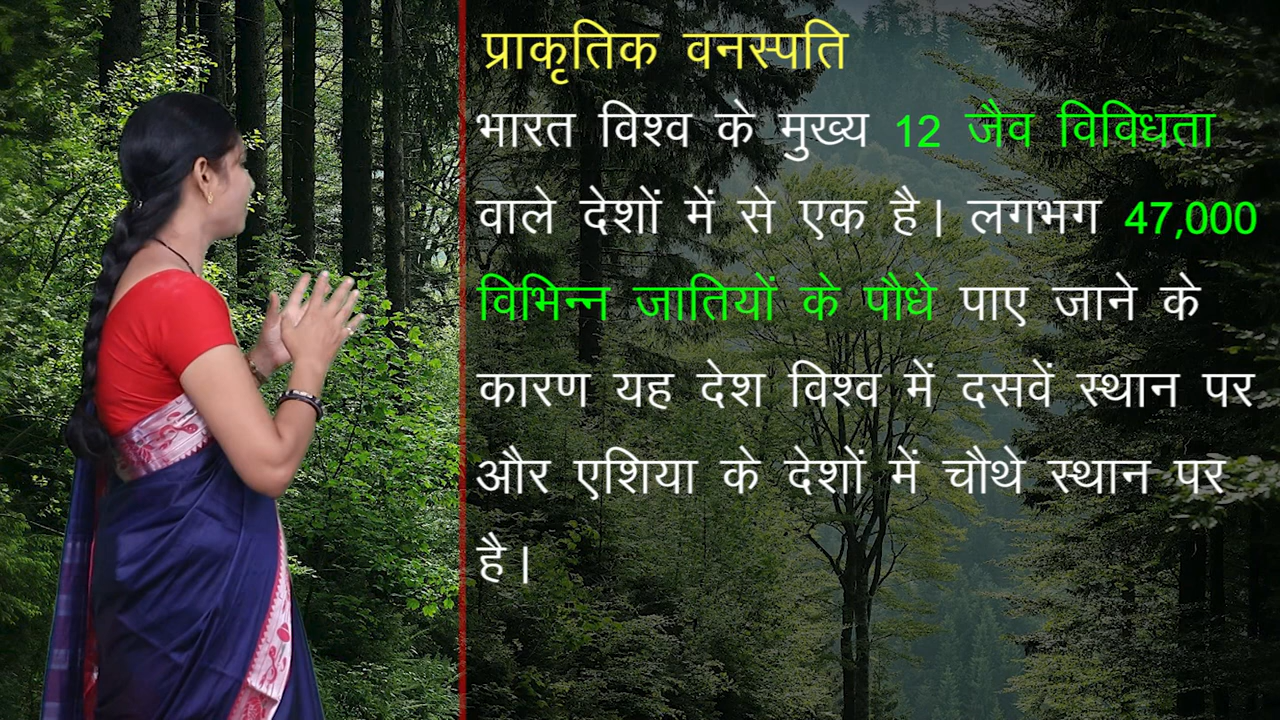 प्राकृतिक वनस्पति
भारत विश्व के मुख्य 12 जैव विविधता
वाले देशों में से एक है। लगभग 47,000
विभिन्न जातियों के पौधे पाए जाने के
कारण यह देश विश्व में दसवें स्थान पर
और एशिया के देशों में चौथे स्थान पर
है।